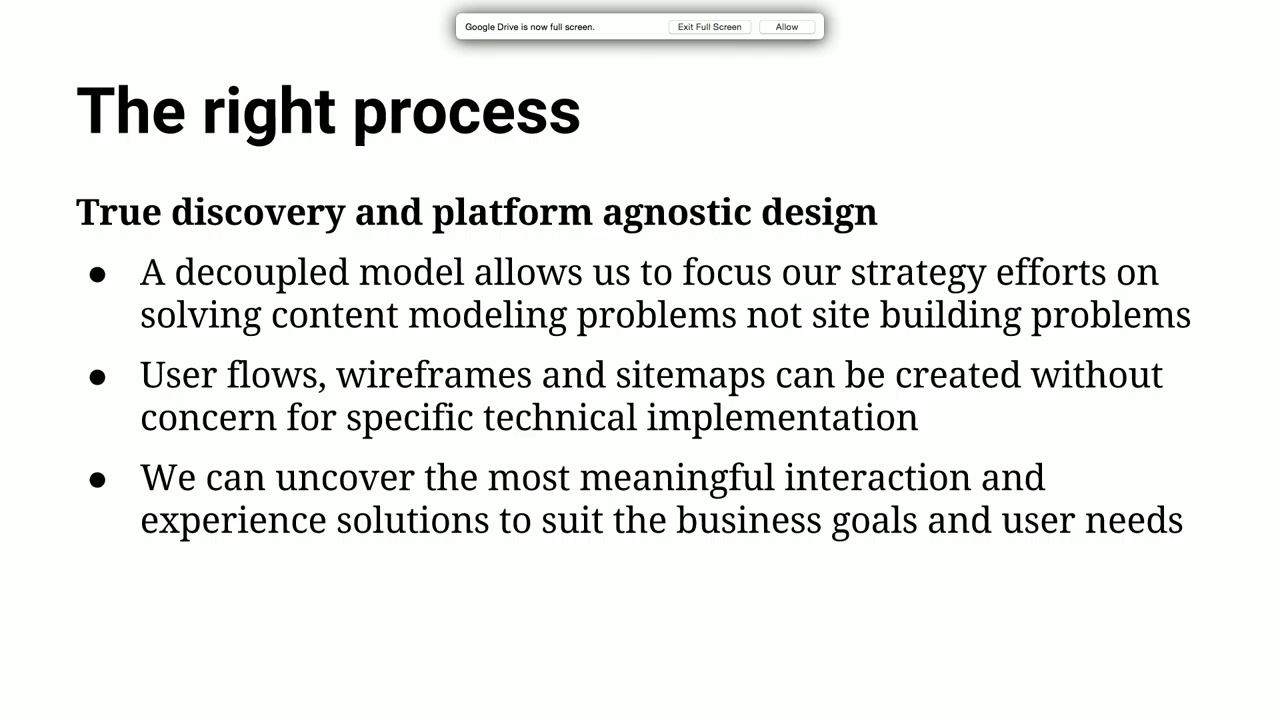 Google Drive is now full screen. Exit Full Screen Allow
The right process
True discovery and platform agnostic design
● A decoupled model allows us to focus our strategy efforts on
solving content modeling problems not site building problems
● User flows, wireframes and sitemaps can be created without
concern for specific technical implementation
● We can uncover the most meaningful interaction and
experience solutions to suit the business goals and user needs